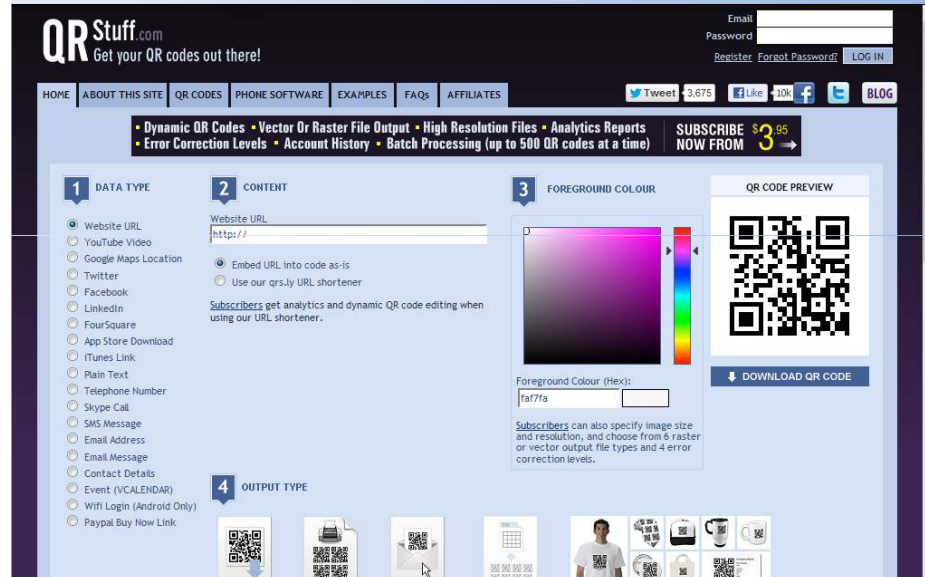 QR Stuff.com
Get your QR codes out there!
Email
Password
Register Forgot Password? LOG IN
HOME ABOUT THIS SITE QR CODES PHONE SOFTWARE EXAMPLES FAQs AFFILIATES
Tweet 3,675 Like 10k BLOG
Dynamic QR Codes Vector Or Raster File Output High Resolution Files Analytics Reports
Error Correction Levels Account History Batch Processing (up to 500 QR codes at a time)
SUBSCRIBE
NOW FROM
$3.95
1 DATA TYPE
Website URL
YouTube Video
Google Maps Location
Twitter
Facebook
LinkedIn
FourSquare
App Store Download
iTunes Link
Plain Text
Telephone Number
Skype Call
SMS Message
Email Address
Email Message
Contact Details
Event (VCALENDAR)
Wifi Login (Android Only)
Paypal Buy Now Link
2 CONTENT
Website URL
http://
Embed URL into code as-is
Use our qrs.ly URL shortener
Subscribers get analytics and dynamic QR code editing when
using our URL shortener.
3 FOREGROUND COLOUR
Foreground Colour (Hex):
faf7fa
Subscribers can also specify image size
and resolution, and choose from 6 raster
or vector output file types and 4 error
correction levels.
QR CODE PREVIEW
DOWNLOAD QR CODE
4 OUTPUT TYPE